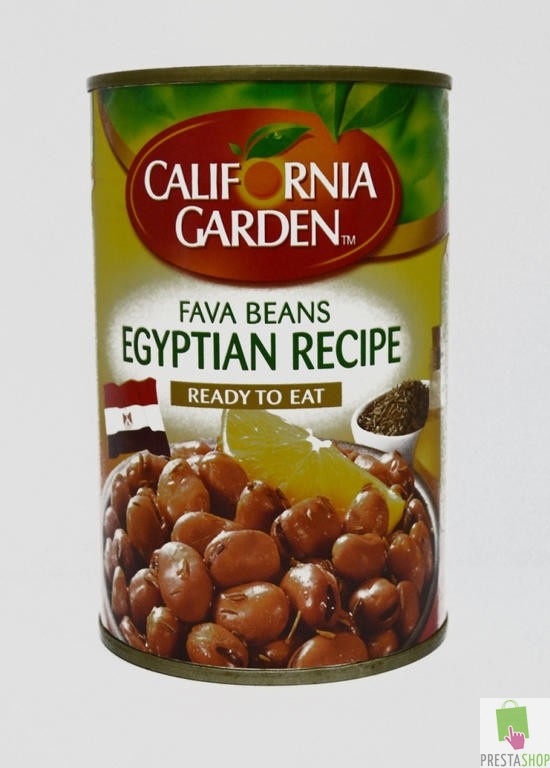 CALIFORNIA
GARDEN™
FAVA BEANS
EGYPTIAN RECIPE
READY TO EAT
PRESTASHOP